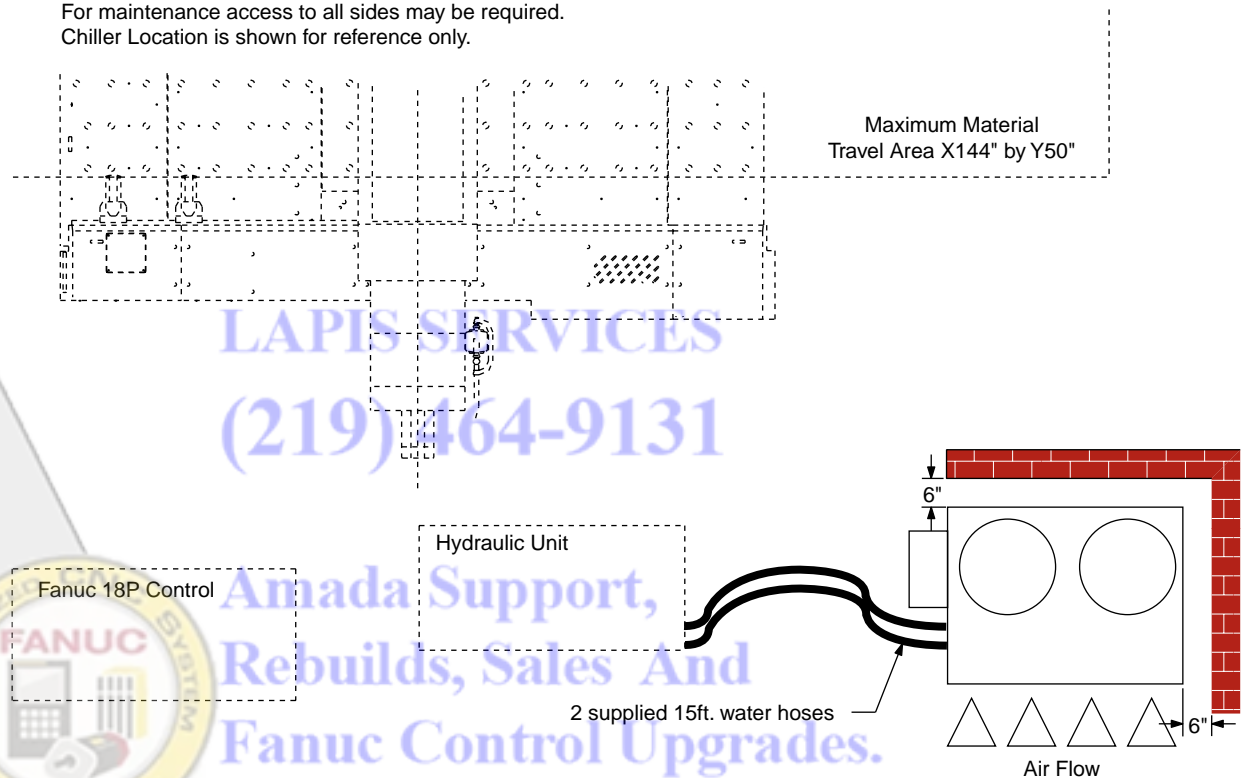 For maintenance access to all sides may be required.
Chiller Location is shown for reference only.
Maximum Material
Travel Area X144" by Y50"
LAPIS SERVICES
(219) 464-9131
6"
Hydraulic Unit
Fanuc 18P Control
Amada Support,
FANUC
SYSTEM
Rebuilds, Sales And
2 supplied 15ft. water hoses
6"
Fanuc Control Upgrades.
Air Flow